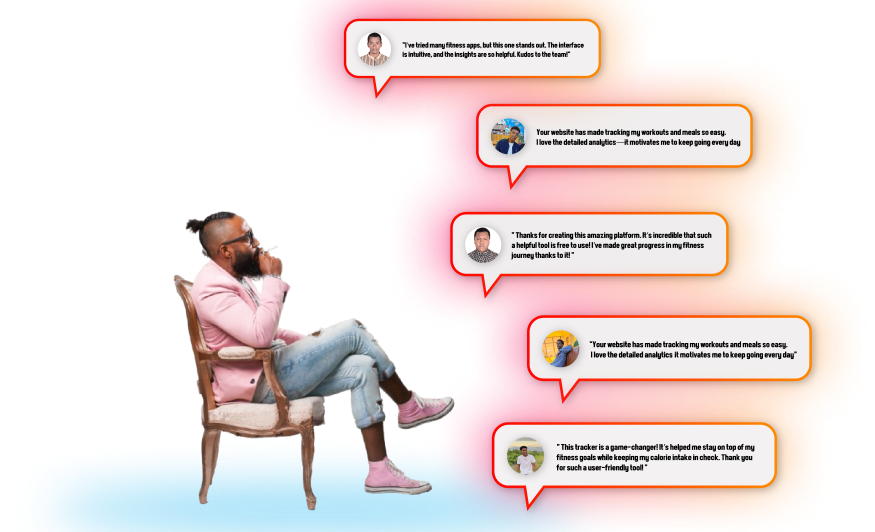 "I've tried many fitness apps, but this one stands out. The interface
is intuitive, and the insights are so helpful. Kudos to the team!"
Your website has made tracking my workouts and meals so easy.
I love the detailed analytics—it motivates me to keep going every day
" Thanks for creating this amazing platform. It's incredible that such
a helpful tool is free to use! I've made great progress in my fitness
journey thanks to it! "
"Your website has made tracking my workouts and meals so easy.
I love the detailed analytics it motivates me to keep going every day"
" This tracker is a game-changer! It's helped me stay on top of my
fitness goals while keeping my calorie intake in check. Thank you
for such a user-friendly tool! "